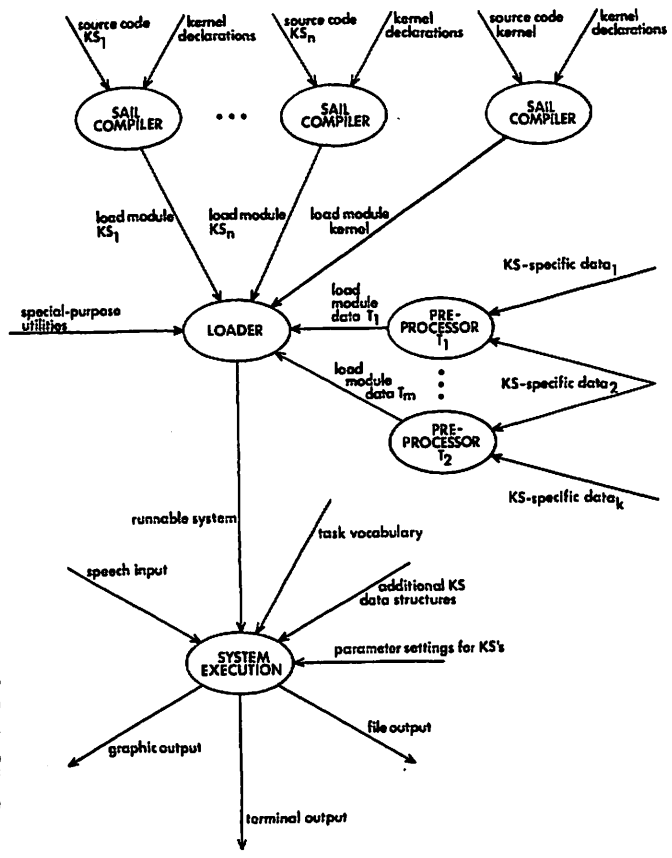 source code
KS1
kernel
declarations
source code
KSn
kernel
declarations
source code
kernel
kernel
declarations
SAIL
COMPILER
• • •
SAIL
COMPILER
SAIL
COMPILER
load module
KS1
load module
KSn
load module
kernel
special-purpose
utilities
LOADER
load
module
data T1
PRE-
PROCESSOR
T1
KS-specific data1
load
module
data Tm
KS-specific data2
PRE-
PROCESSOR
T2
KS-specific datak
runnable system
task vocabulary
speech input
additional KS
data structures
SYSTEM
EXECUTION
parameter settings for KS's
graphic output
file output
terminal output